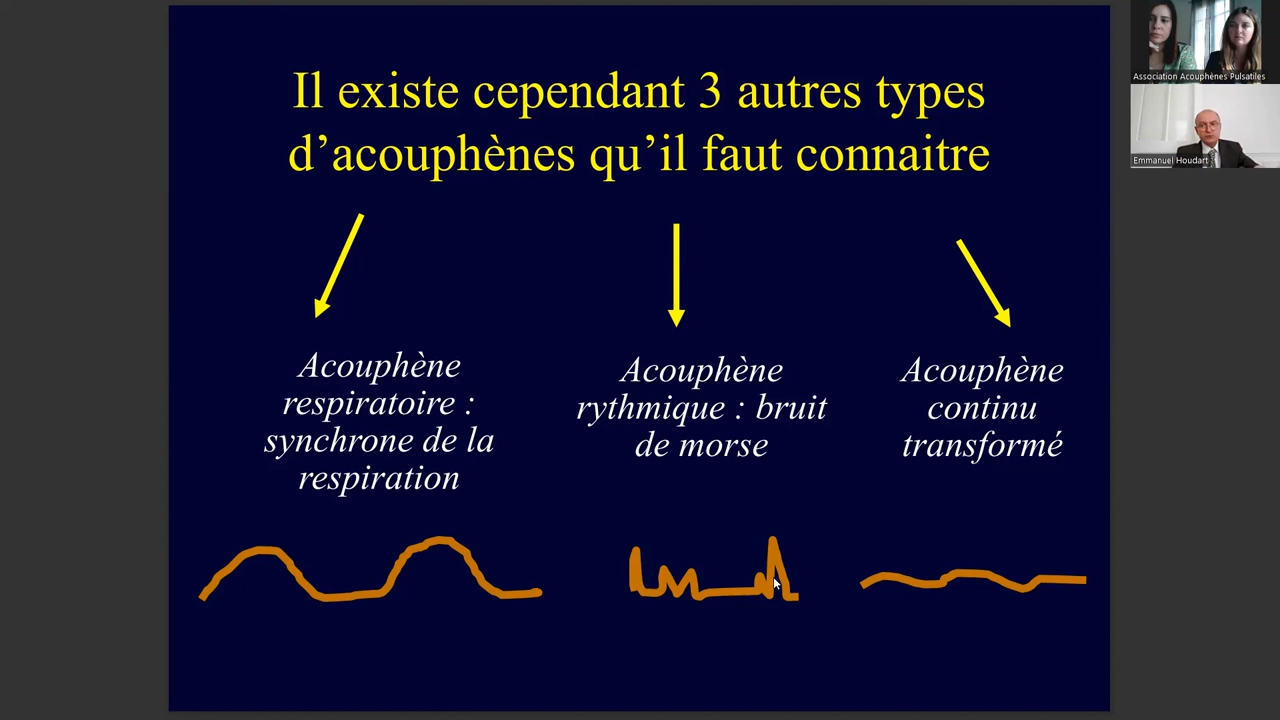 Il existe cependant 3 autres types
d’acouphènes qu’il faut connaitre
Acouphène
respiratoire :
synchrone de la
respiration
Acouphène
rythmique : bruit
de morse
Acouphène
continu
transformé
Association Acouphènes Pulsatiles
Emmanuel Houdart